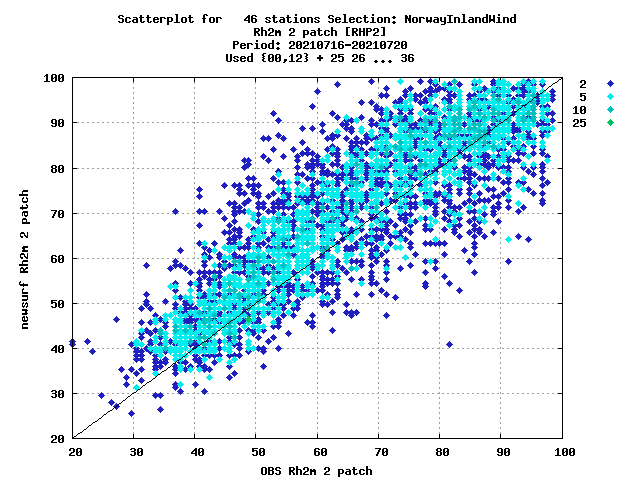 Scatterplot for   46 stations Selection: NorwayInlandWind
Rh2m 2 patch [RHP2]
Period: 20210716-20210720
Used {00,12} + 25 26 ... 36
100
90
80
70
60
50
40
30
20
newsurf Rh2m 2 patch
2
5
10
25
20 30 40 50 60 70 80 90 100
OBS Rh2m 2 patch